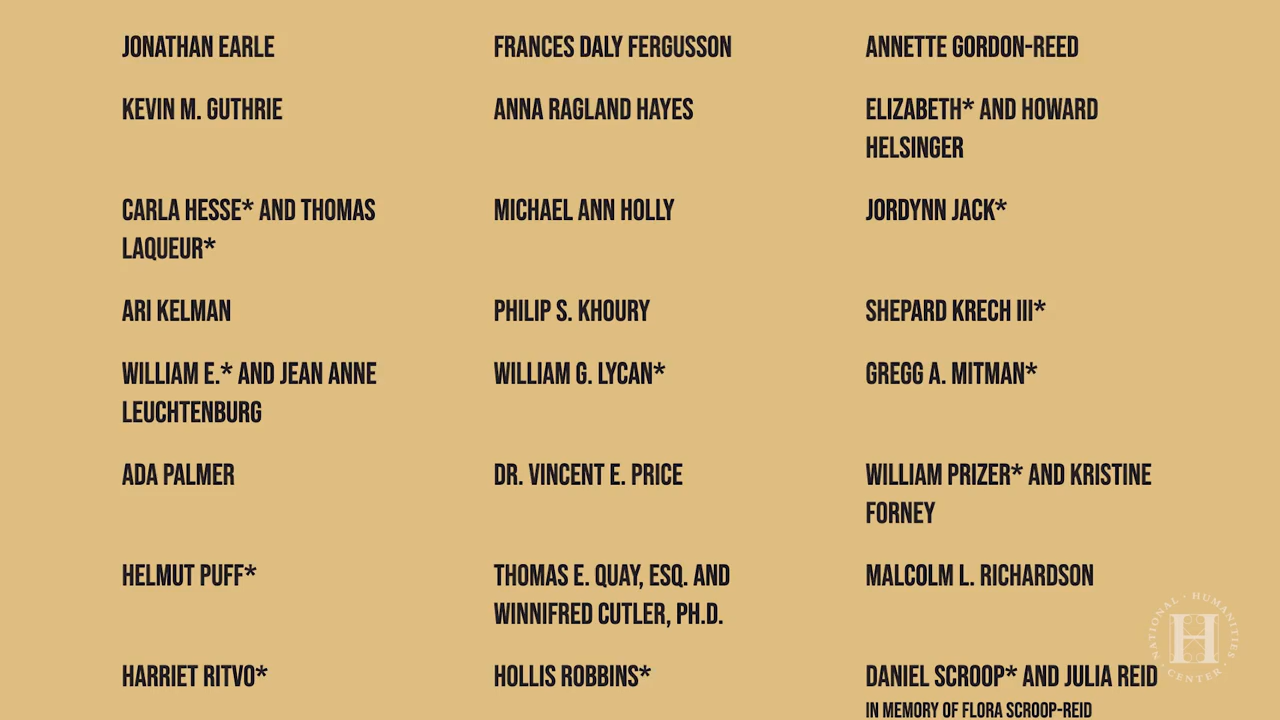 JONATHAN EARLE
FRANCES DALY FERGUSSON
ANNETTE GORDON-REED
KEVIN M. GUTHRIE
ANNA RAGLAND HAYES
ELIZABETH* AND HOWARD
HELSINGER
CARLA HESSE* AND THOMAS
LAQUEUR*
MICHAEL ANN HOLLY
JORDYNN JACK*
ARI KELMAN
PHILIP S. KHOURY
SHEPARD KRECH III*
WILLIAM E.* AND JEAN ANNE
LEUCHTENBURG
WILLIAM G. LYCAN*
GREGG A. MITMAN*
ADA PALMER
DR. VINCENT E. PRICE
WILLIAM PRIZER* AND KRISTINE
FORNEY
HELMUT PUFF*
THOMAS E. QUAY, ESQ. AND
WINNIFRED CUTLER, PH.D.
MALCOLM L. RICHARDSON
HARRIET RITVO*
HOLLIS ROBBINS*
DANIEL SCROOP* AND JULIA REID
IN MEMORY OF FLORA SCROOP-REID
NATIONAL · HUMANITIES · CENTER ·
H